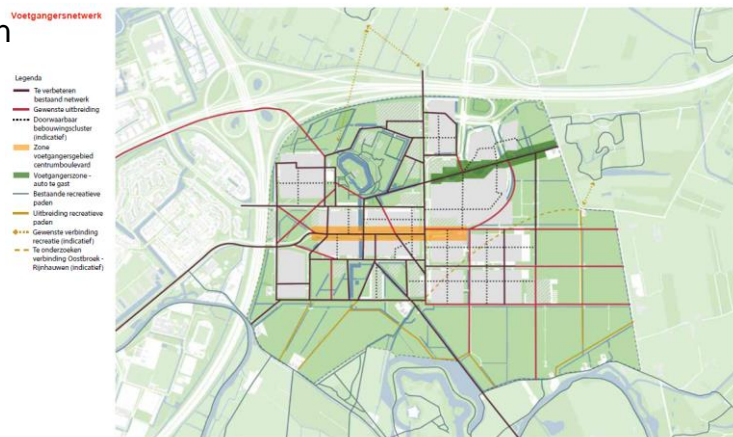 Voetgangersnetwerk
n
Legenda
Te verbeteren
bestaand netwerk
Gewenste uitbreiding
Doorwaarbaar
bebouwingscluster
(indicatief)
Zone
voetgangersgebied
centrumboulevard
Voetgangerszone -
auto te gast
Bestaande recreatieve
paden
Uitbreiding recreatieve
paden
Gewenste verbinding
recreatie (indicatief)
Te onderzoeken
verbinding Oostbroek -
Rijnhauwen (indicatief)